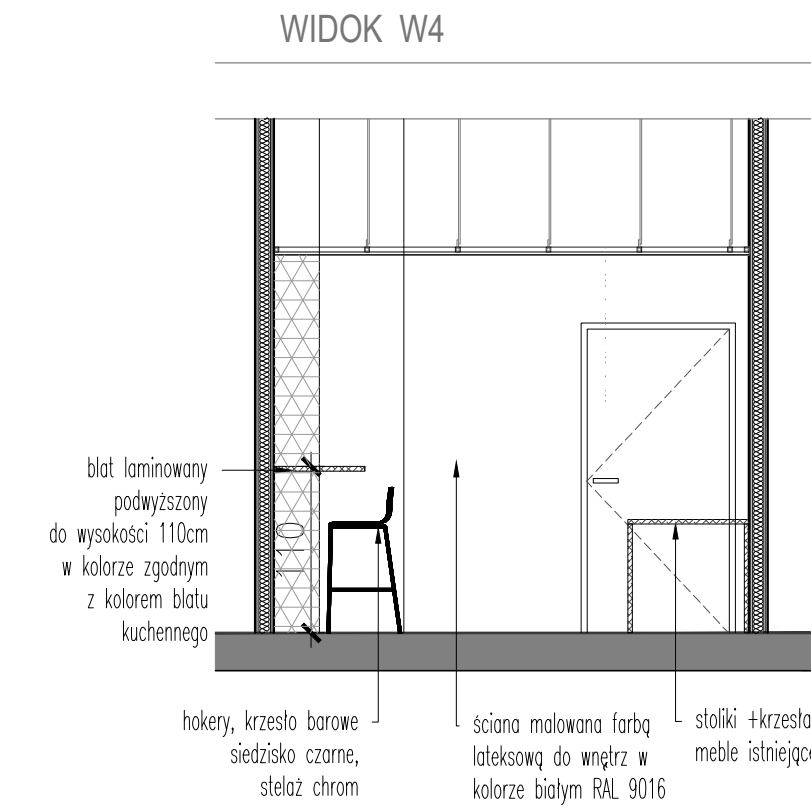 WIDOK W4
blat laminowany
podwyższony
do wysokości 110cm
w kolorze zgodnym
z kolorem blatu
kuchennego
110
hokery, krzesło barowe
siedzisko czarne,
stelaż chrom
ściana malowana farbą
lateksową do wnętrz w
kolorze białym RAL 9016
stoliki +krzesła
meble istniejące